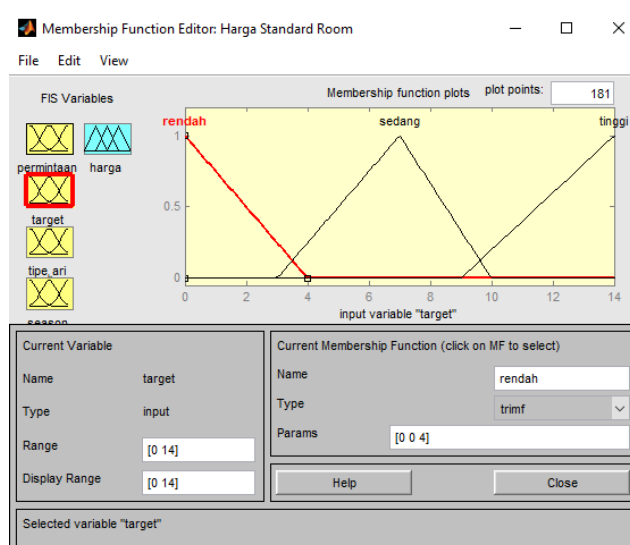 Membership Function Editor: Harga Standard Room
File Edit View
FIS Variables
Membership function plots
plot points:
181
permintaan
harga
target
tipe_ari
season
rendah
sedang
tinggi
1
0.5
0
0 2 4 6 8 10 12 14
input variable "target"
Current Variable
Name target
Type input
Range [0 14]
Display Range [0 14]
Current Membership Function (click on MF to select)
Name rendah
Type trimf
Params [0 0 4]
Help
Close
Selected variable "target"